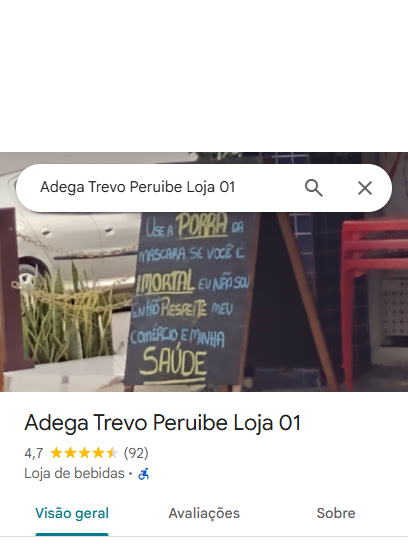 Adega Trevo Peruibe Loja 01
USE A PORRA DA
MÁSCARA, SE VOCÊ É
IMORTAL EU NÃO SOU
ENTÃO RESPEITE MEU
COMÉRCIO E MINHA
SAÚDE
Adega Trevo Peruibe Loja 01
4,7 (92)
Loja de bebidas ·
Visão geral
Avaliações
Sobre